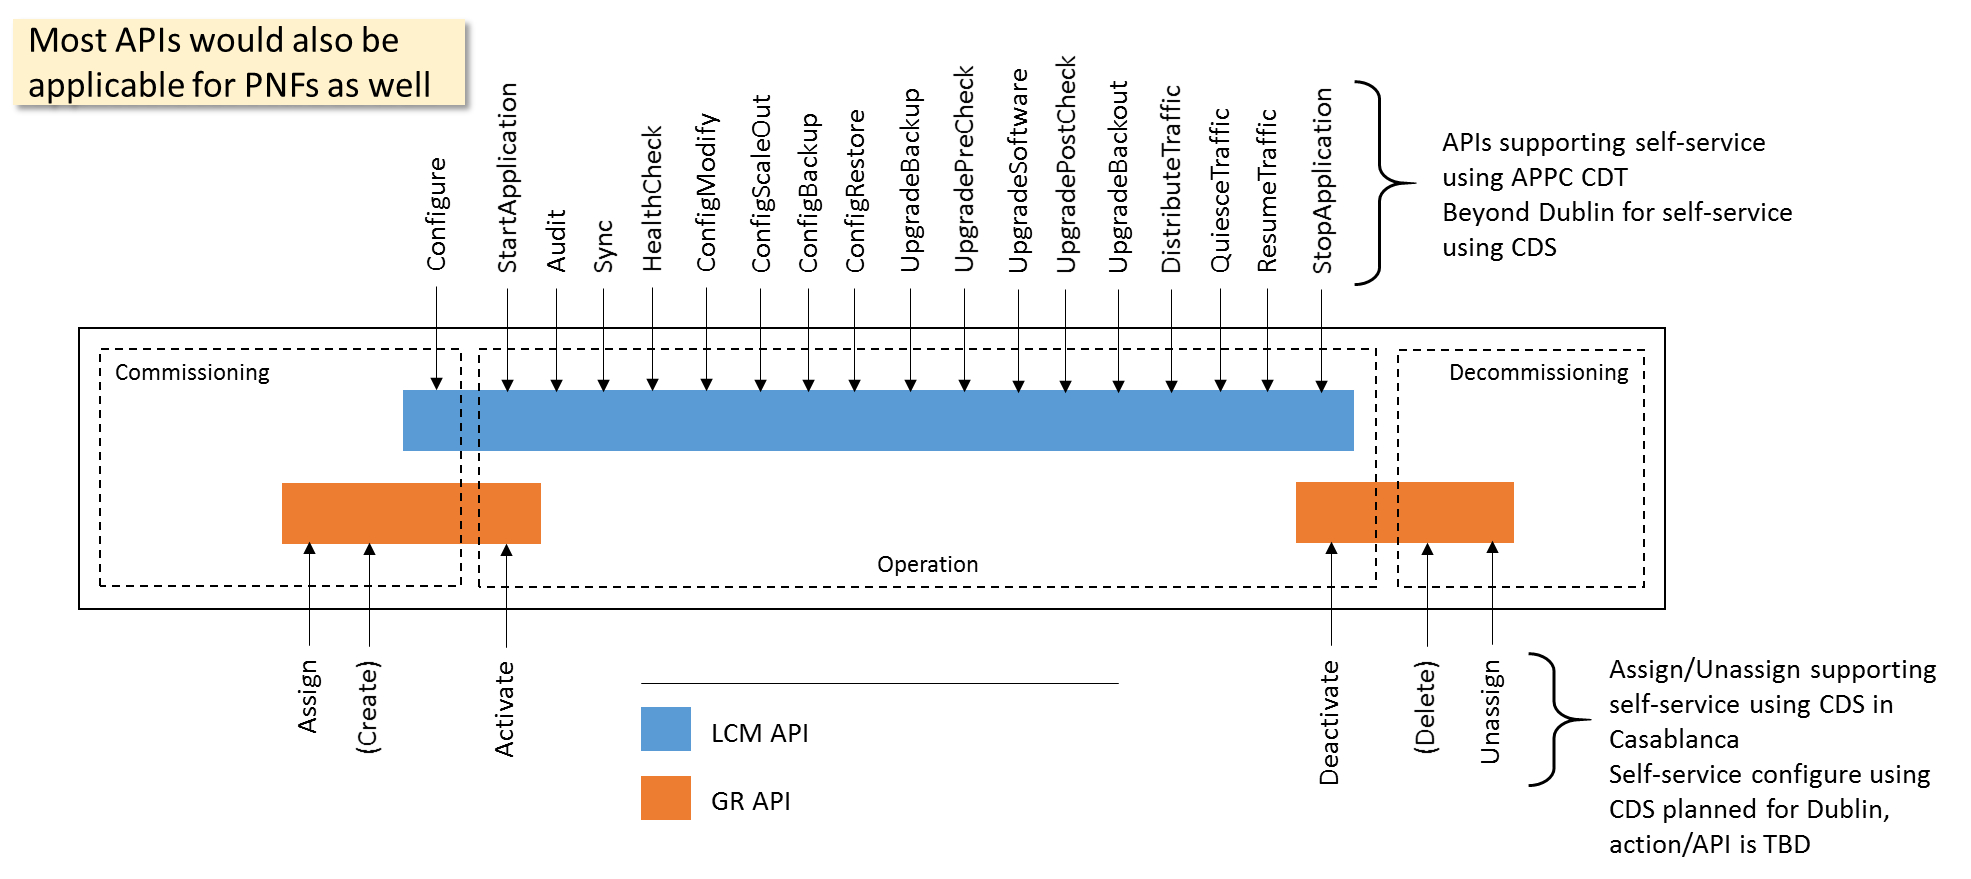 Most APIs would also be
applicable for PNFs as well
Configure
StartApplication
Audit
Sync
HealthCheck
ConfigModify
ConfigScaleOut
ConfigBackup
ConfigRestore
UpgradeBackup
UpgradePreCheck
UpgradeSoftware
UpgradePostCheck
UpgradeBackout
DistributeTraffic
QuiesceTraffic
ResumeTraffic
StopApplication
APIs supporting self-service
using APPC CDT
Beyond Dublin for self-service
using CDS
Commissioning
Decommissioning
Operation
Assign
(Create)
Activate
Deactivate
(Delete)
Unassign
LCM API
GR API
Assign/Unassign supporting
self-service using CDS in
Casablanca
Self-service configure using
CDS planned for Dublin,
action/API is TBD